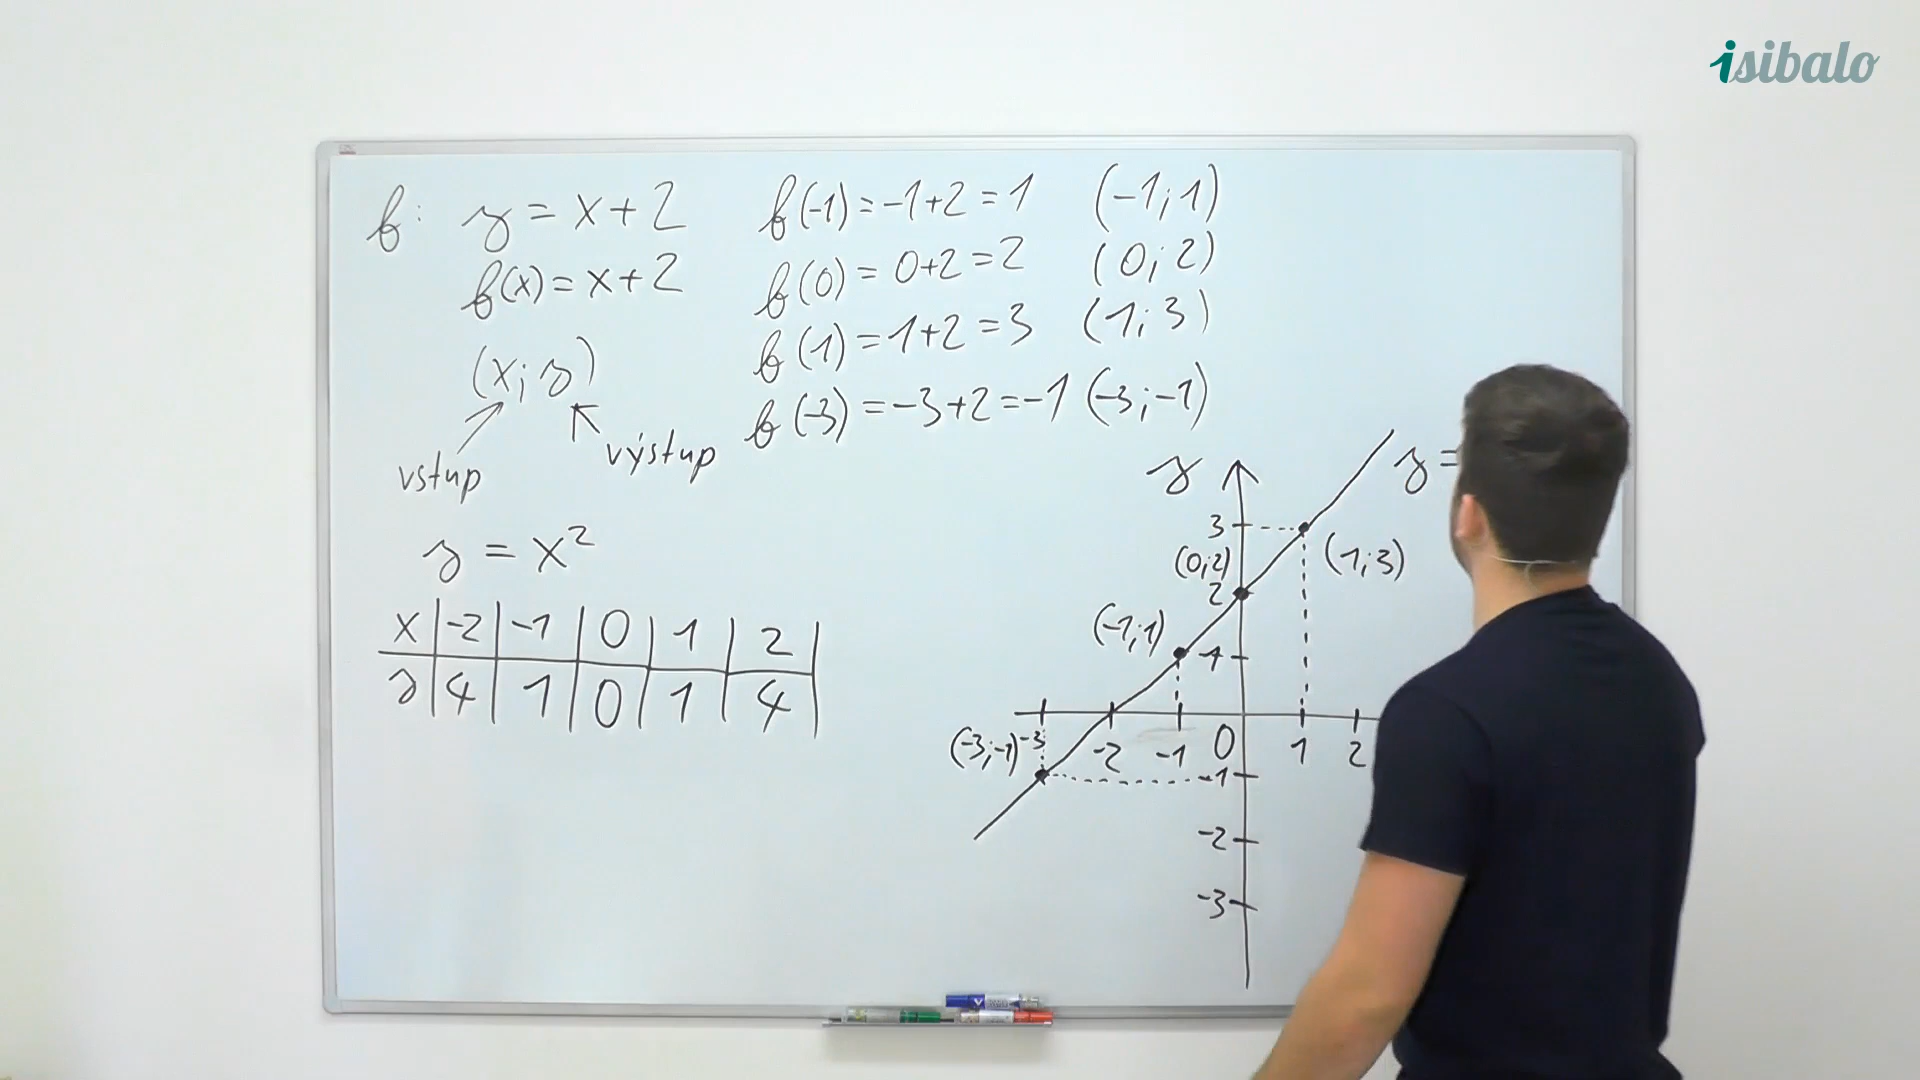 isibalo
f: y = x+2
f(x) = x+2
(x; y)
vstup
výstup
y = x²
x -2 -1 0 1 2
y 4 1 0 1 4
f(-1) = -1+2 = 1 (-1; 1)
f(0) = 0+2 = 2 (0; 2)
f(1) = 1+2 = 3 (1; 3)
f(-3) = -3+2 = -1 (-3; -1)
y
y =
3
(1; 3)
(0; 2)
2
(-1; 1)
1
(-3; -1)
-3 -2 -1 0 1 2
-1
-2
-3